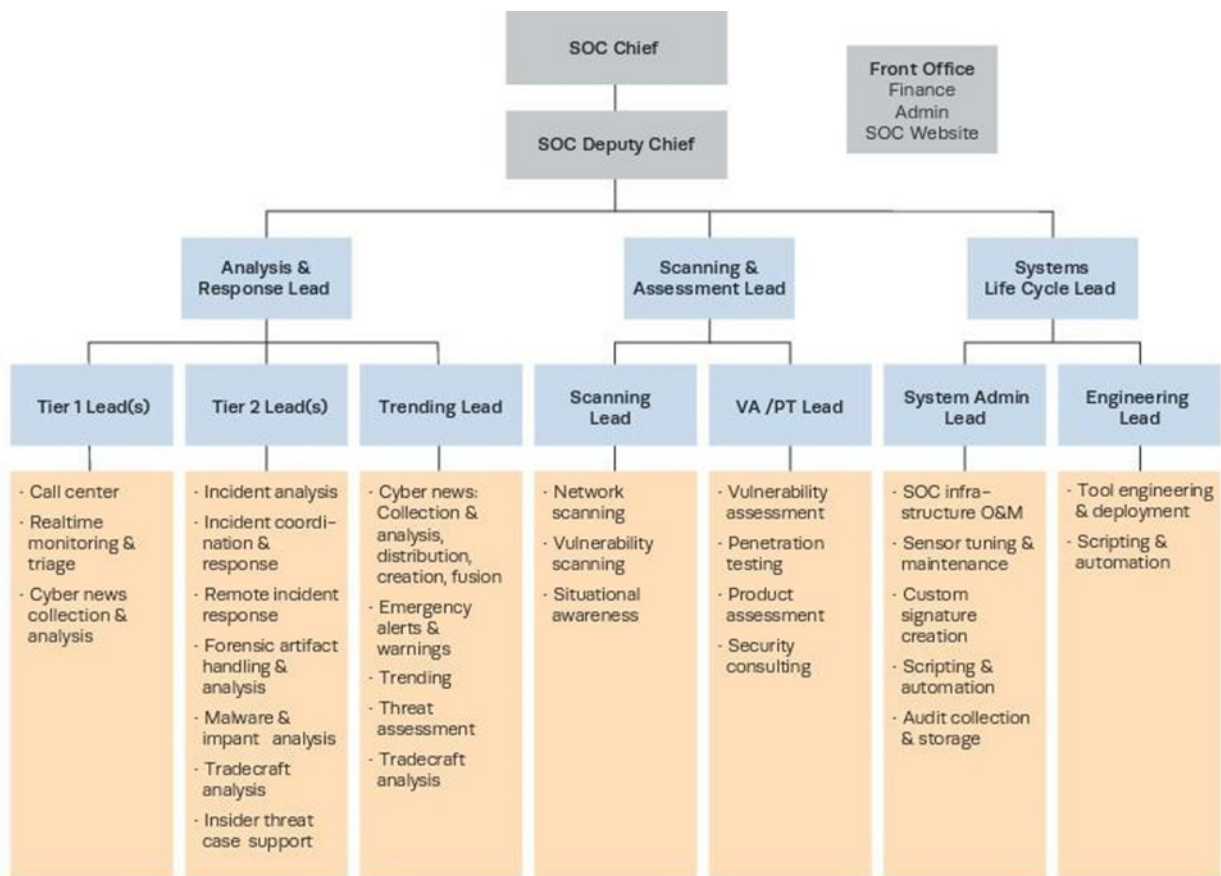 SOC Chief
Front Office
Finance
Admin
SOC Website
SOC Deputy Chief
Analysis &
Response Lead
Scanning &
Assessment Lead
Systems
Life Cycle Lead
Tier 1 Lead(s)
Tier 2 Lead(s)
Trending Lead
Scanning
Lead
VA /PT Lead
System Admin
Lead
Engineering
Lead
· Call center
· Realtime
monitoring &
triage
· Cyber news
collection &
analysis
· Incident analysis
· Incident coordi-
nation &
response
· Remote incident
response
· Forensic artifact
handling &
analysis
· Malware &
impant analysis
· Tradecraft
analysis
· Insider threat
case support
· Cyber news:
Collection &
analysis,
distribution,
creation, fusion
· Emergency
alerts &
warnings
· Trending
· Threat
assessment
· Tradecraft
analysis
· Network
scanning
· Vulnerability
scanning
· Situational
awareness
· Vulnerability
assessment
· Penetration
testing
· Product
assessment
· Security
consulting
· SOC infra-
structure O&M
· Sensor tuning &
maintenance
· Custom
signature
creation
· Scripting &
automation
· Audit collection
& storage
· Tool engineering
& deployment
· Scripting &
automation